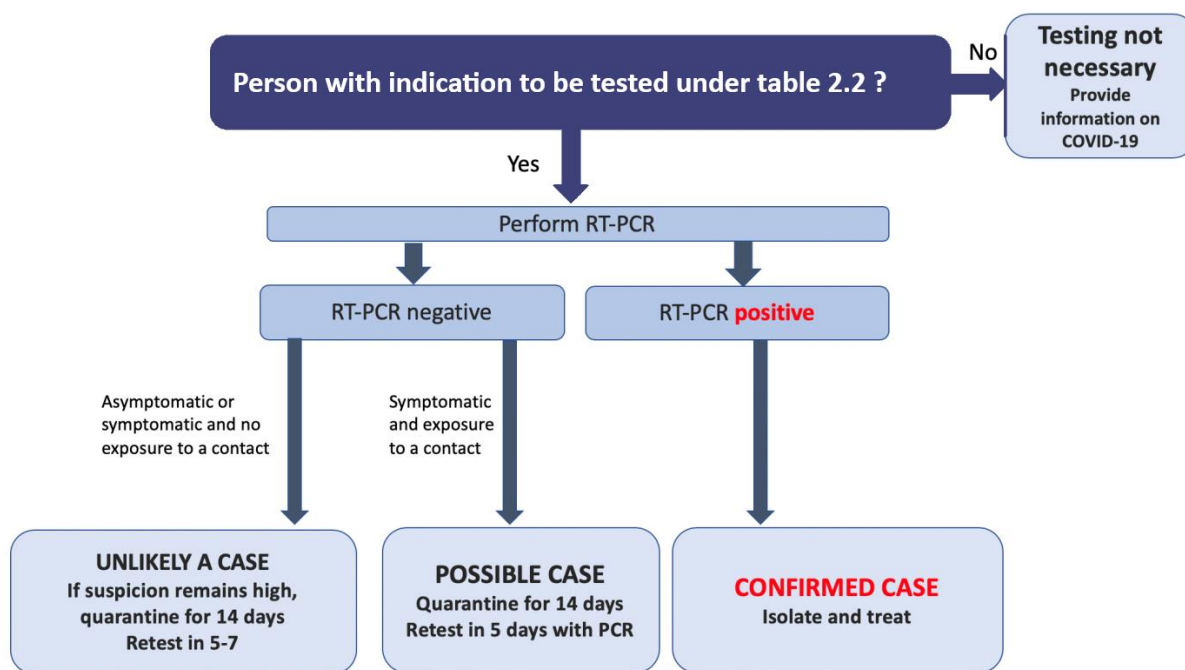 Person with indication to be tested under table 2.2 ?
No
Testing not
necessary
Provide
information on
COVID-19
Yes
Perform RT-PCR
RT-PCR negative
RT-PCR positive
Asymptomatic or
symptomatic and no
exposure to a contact
Symptomatic
and exposure
to a contact
UNLIKELY A CASE
If suspicion remains high,
quarantine for 14 days
Retest in 5-7
POSSIBLE CASE
Quarantine for 14 days
Retest in 5 days with PCR
CONFIRMED CASE
Isolate and treat